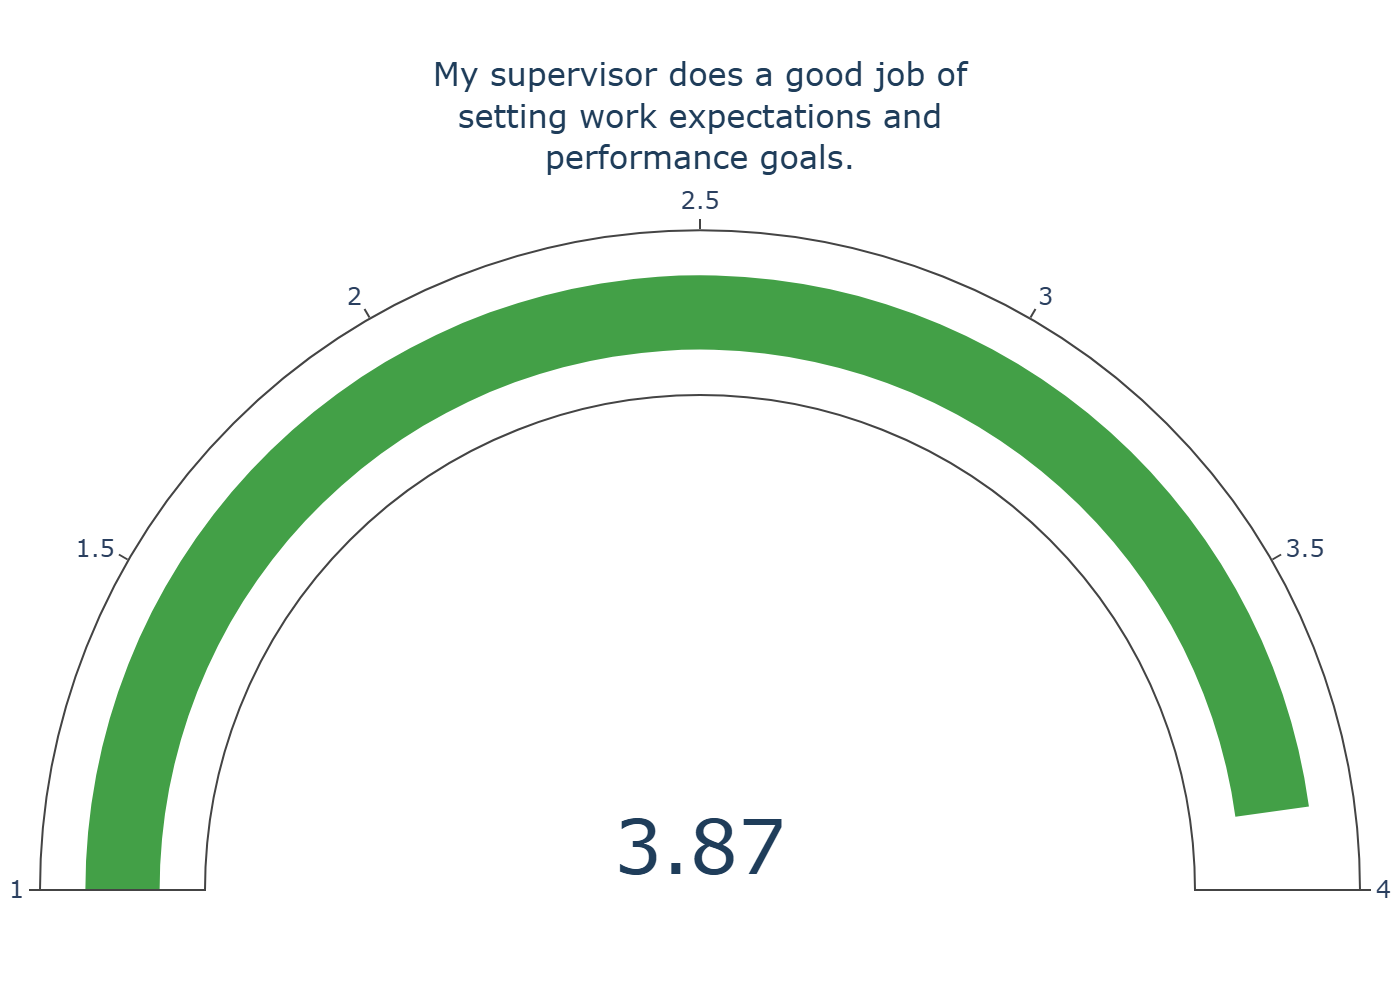 My supervisor does a good job of
setting work expectations and
performance goals.
2.5
2
3
1.5
3.5
3.87
1
4